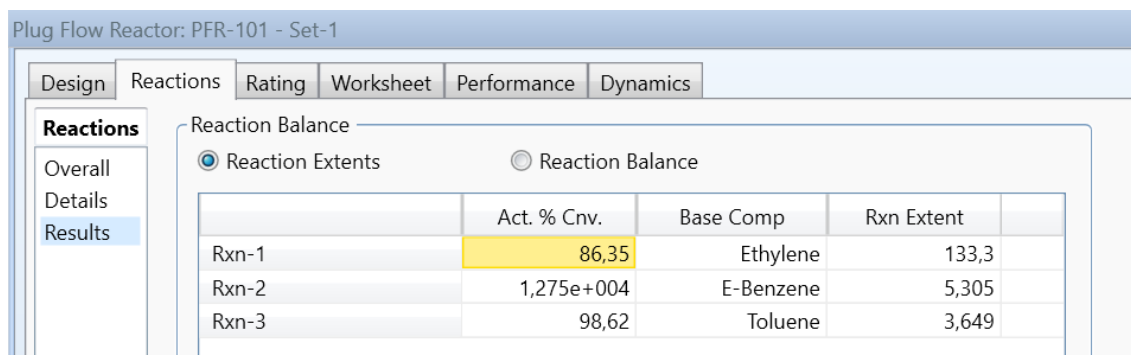 Plug Flow Reactor: PFR-101 - Set-1
Design Reactions Rating Worksheet Performance Dynamics
Reactions
Overall
Details
Results
Reaction Balance
Reaction Extents Reaction Balance
Act. % Cnv. Base Comp Rxn Extent
Rxn-1 86,35 Ethylene 133,3
Rxn-2 1,275e+004 E-Benzene 5,305
Rxn-3 98,62 Toluene 3,649